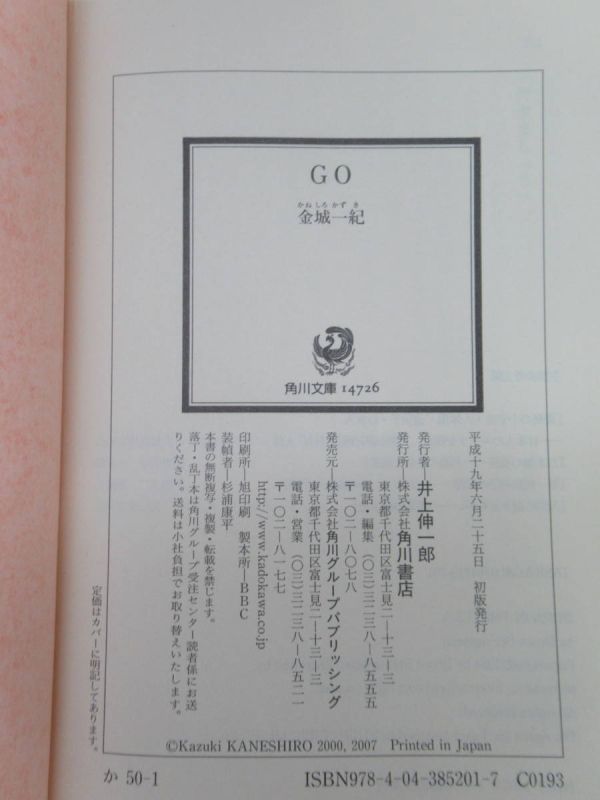 GO
かねしろかずき
金城一紀
角川文庫 14726
平成十九年六月二十五日 初版発行
発行者―井上伸一郎
発行所―株式会社角川書店
東京都千代田区富士見二―十三―三
電話・編集 (〇三)三二三八―八五五五
〒一〇二―八〇七八
発売元―株式会社角川グループパブリッシング
東京都千代田区富士見二―十三―三
電話・営業 (〇三)三二三八―八五二一
〒一〇二―八一七七
http://www.kadokawa.co.jp
印刷所―旭印刷 製本所―BBC
装幀者―杉浦康平
本書の無断複写・複製・転載を禁じます。
落丁・乱丁本は角川グループ受注センター読者係にお送
りください。送料は小社負担でお取り替えいたします。
定価はカバーに明記してあります。
©Kazuki KANESHIRO 2000, 2007 Printed in Japan
か 50-1
ISBN978-4-04-385201-7 C0193